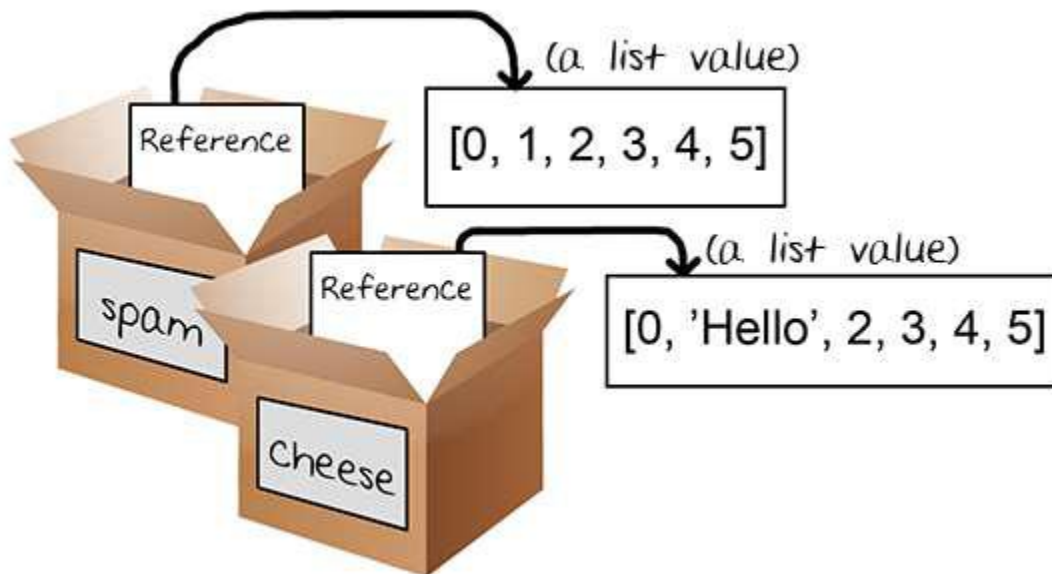 (a list value)
Reference
[0, 1, 2, 3, 4, 5]
spam
(a list value)
Reference
[0, ’Hello’, 2, 3, 4, 5]
Cheese